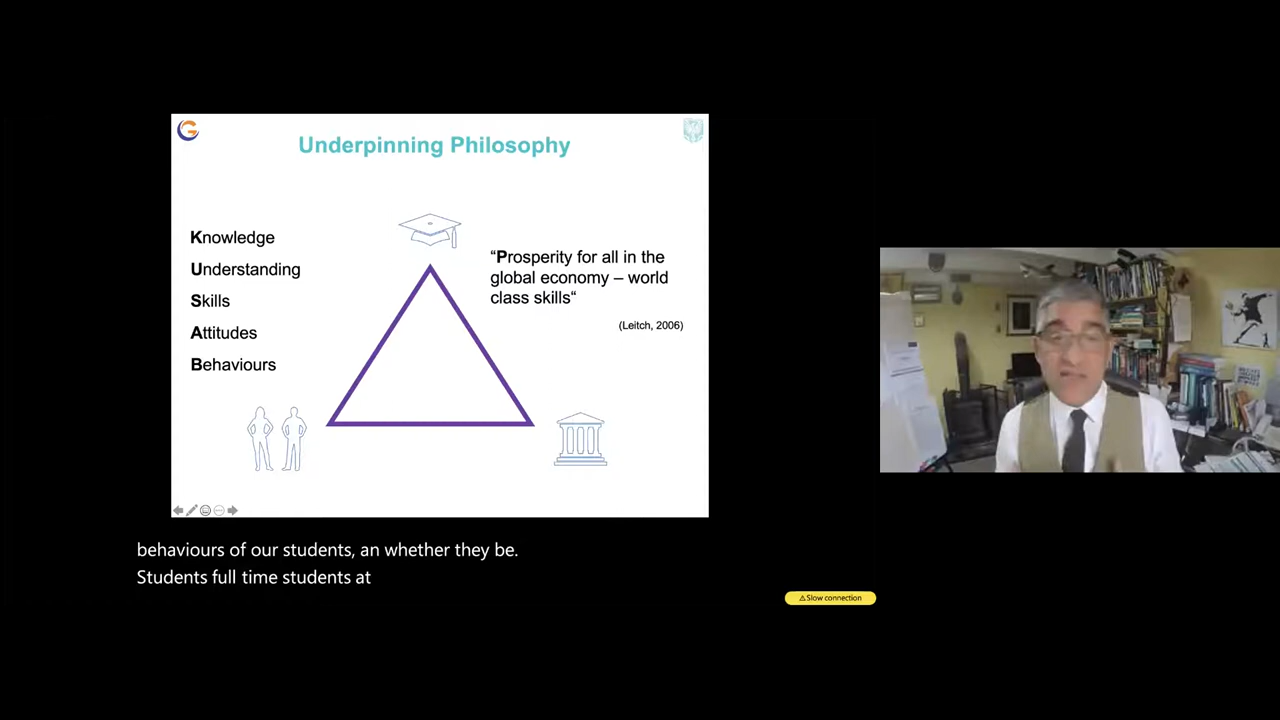 Underpinning Philosophy
Knowledge
Understanding
Skills
Attitudes
Behaviours
“Prosperity for all in the
global economy – world
class skills“
(Leitch, 2006)
behaviours of our students, an whether they be.
Students full time students at
⚠Slow connection